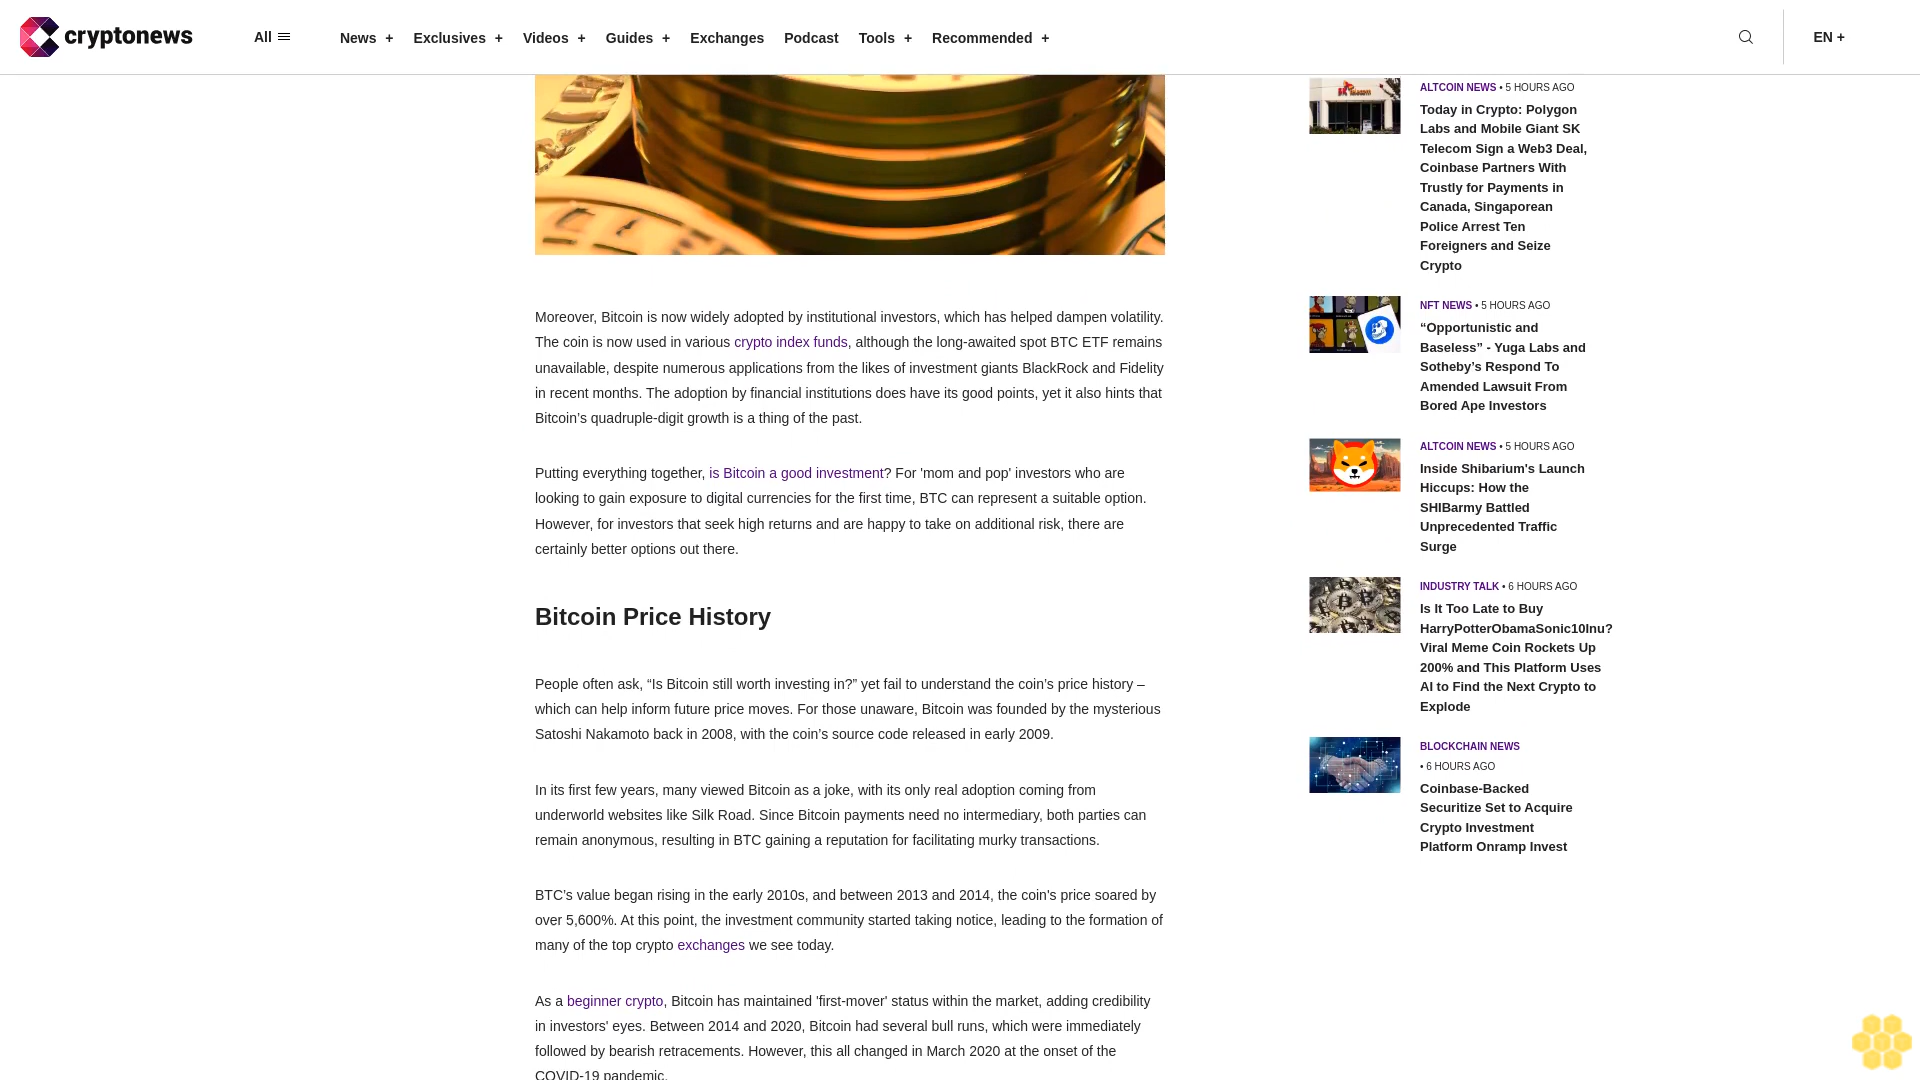 cryptonews
All
News +
Exclusives +
Videos +
Guides +
Exchanges
Podcast
Tools +
Recommended +
EN +
Moreover, Bitcoin is now widely adopted by institutional investors, which has helped dampen volatility.
The coin is now used in various crypto index funds, although the long-awaited spot BTC ETF remains
unavailable, despite numerous applications from the likes of investment giants BlackRock and Fidelity
in recent months. The adoption by financial institutions does have its good points, yet it also hints that
Bitcoin’s quadruple-digit growth is a thing of the past.
Putting everything together, is Bitcoin a good investment? For 'mom and pop' investors who are
looking to gain exposure to digital currencies for the first time, BTC can represent a suitable option.
However, for investors that seek high returns and are happy to take on additional risk, there are
certainly better options out there.
Bitcoin Price History
People often ask, “Is Bitcoin still worth investing in?” yet fail to understand the coin’s price history –
which can help inform future price moves. For those unaware, Bitcoin was founded by the mysterious
Satoshi Nakamoto back in 2008, with the coin’s source code released in early 2009.
In its first few years, many viewed Bitcoin as a joke, with its only real adoption coming from
underworld websites like Silk Road. Since Bitcoin payments need no intermediary, both parties can
remain anonymous, resulting in BTC gaining a reputation for facilitating murky transactions.
BTC’s value began rising in the early 2010s, and between 2013 and 2014, the coin's price soared by
over 5,600%. At this point, the investment community started taking notice, leading to the formation of
many of the top crypto exchanges we see today.
As a beginner crypto, Bitcoin has maintained 'first-mover' status within the market, adding credibility
in investors' eyes. Between 2014 and 2020, Bitcoin had several bull runs, which were immediately
followed by bearish retracements. However, this all changed in March 2020 at the onset of the
COVID-19 pandemic.
ALTCOIN NEWS • 5 HOURS AGO
Today in Crypto: Polygon
Labs and Mobile Giant SK
Telecom Sign a Web3 Deal,
Coinbase Partners With
Trustly for Payments in
Canada, Singaporean
Police Arrest Ten
Foreigners and Seize
Crypto
NFT NEWS • 5 HOURS AGO
“Opportunistic and
Baseless” - Yuga Labs and
Sotheby’s Respond To
Amended Lawsuit From
Bored Ape Investors
ALTCOIN NEWS • 5 HOURS AGO
Inside Shibarium's Launch
Hiccups: How the
SHIBarmy Battled
Unprecedented Traffic
Surge
INDUSTRY TALK • 6 HOURS AGO
Is It Too Late to Buy
HarryPotterObamaSonic10Inu?
Viral Meme Coin Rockets Up
200% and This Platform Uses
AI to Find the Next Crypto to
Explode
BLOCKCHAIN NEWS
• 6 HOURS AGO
Coinbase-Backed
Securitize Set to Acquire
Crypto Investment
Platform Onramp Invest